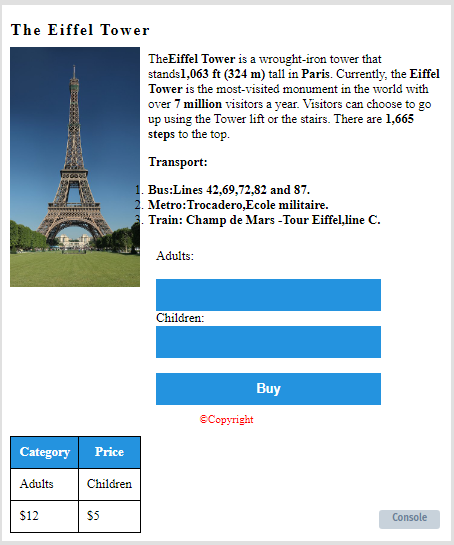 The Eiffel Tower
TheEiffel Tower is a wrought-iron tower that
stands1,063 ft (324 m) tall in Paris. Currently, the Eiffel
Tower is the most-visited monument in the world with
over 7 million visitors a year. Visitors can choose to go
up using the Tower lift or the stairs. There are 1,665
steps to the top.
Transport:
1. Bus:Lines 42,69,72,82 and 87.
2. Metro:Trocadero,Ecole militaire.
3. Train: Champ de Mars -Tour Eiffel,line C.
Adults:
Children:
Buy
©Copyright
Category Price
Adults Children
$12 $5
Console